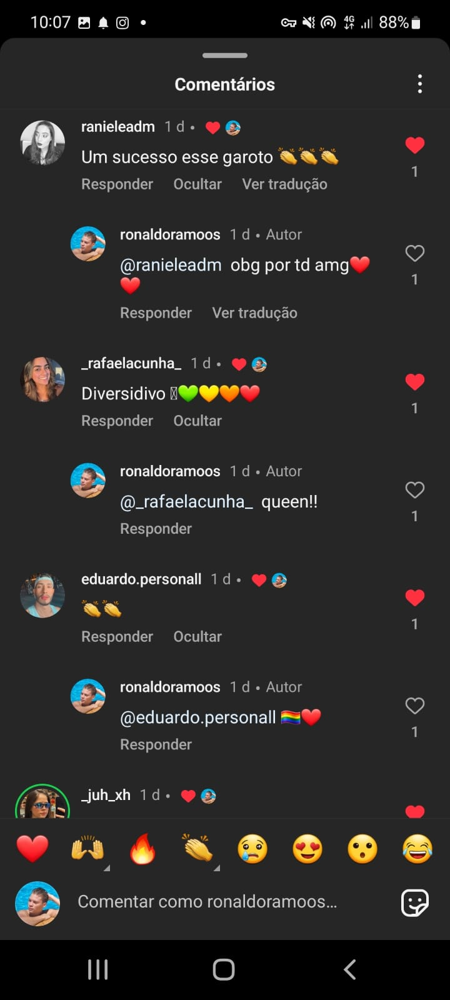 10:07 88%
Comentários
ranieleadm 1 d •
Um sucesso esse garoto 👏👏👏
1
Responder Ocultar Ver tradução
ronaldoramoos 1 d • Autor
@ranieleadm obg por td amg❤️
❤️
1
Responder Ver tradução
_rafaelacunha_ 1 d •
Diversidivo 💚💛🧡❤️
1
Responder Ocultar
ronaldoramoos 1 d • Autor
@_rafaelacunha_ queen!!
1
Responder
eduardo.personall 1 d •
👏👏
1
Responder Ocultar
ronaldoramoos 1 d • Autor
@eduardo.personall 🏳️‍🌈❤️
1
Responder
_juh_xh 1 d •
❤️ 🙌 🔥 👏 😢 😍 😮 😂
Comentar como ronaldoramoos...